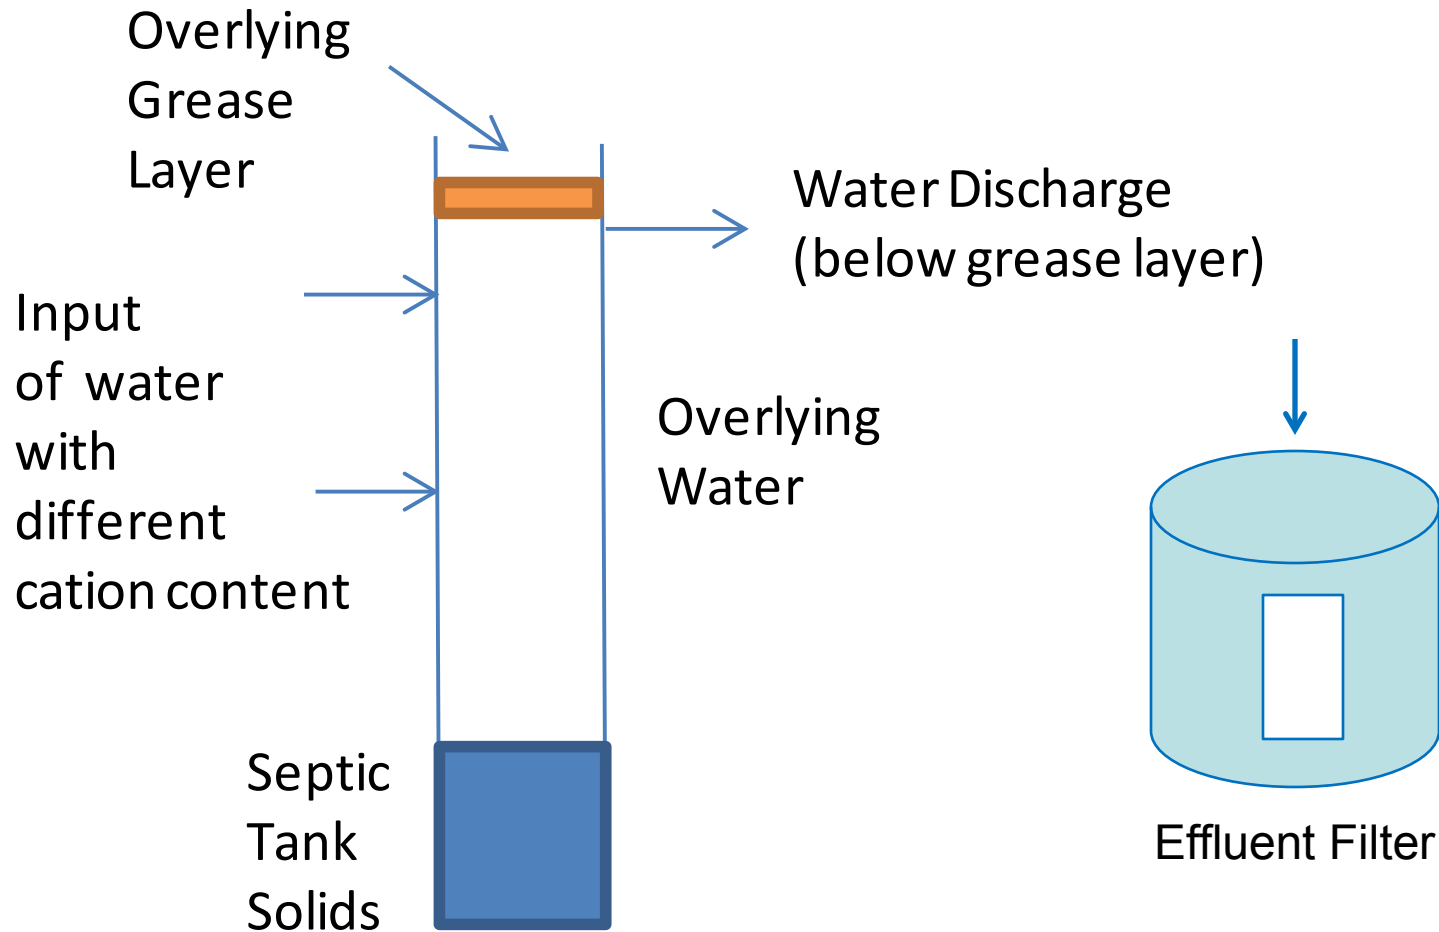 Overlying
Grease
Layer
Water Discharge
(below grease layer)
Input
of water
with
different
cation content
Overlying
Water
Septic
Tank
Solids
Effluent Filter